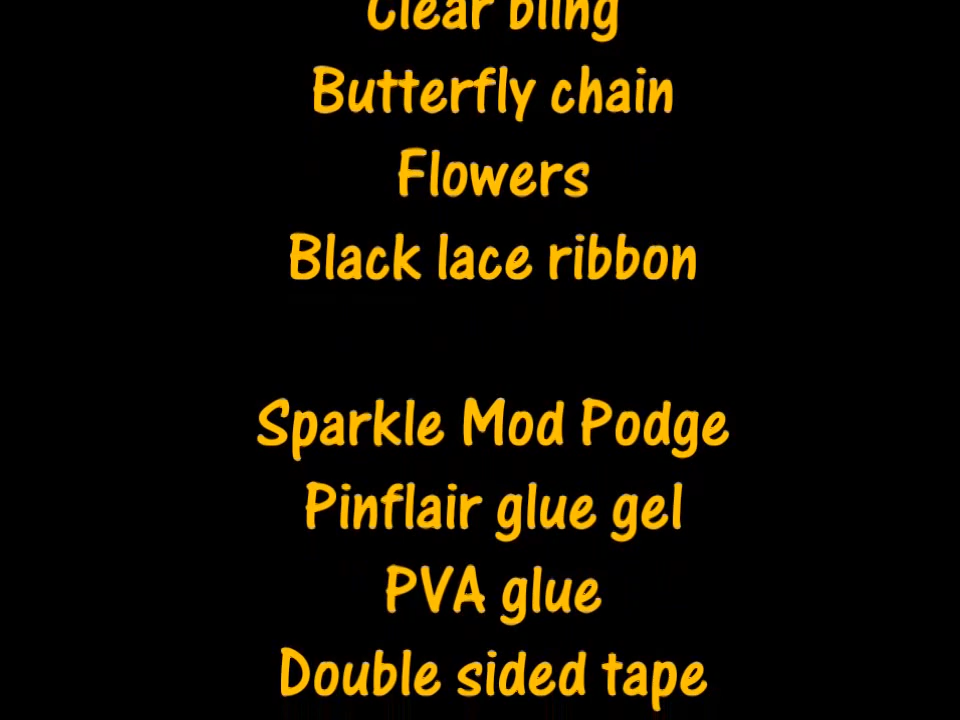 Clear bling
Butterfly chain
Flowers
Black lace ribbon
Sparkle Mod Podge
Pinflair glue gel
PVA glue
Double sided tape